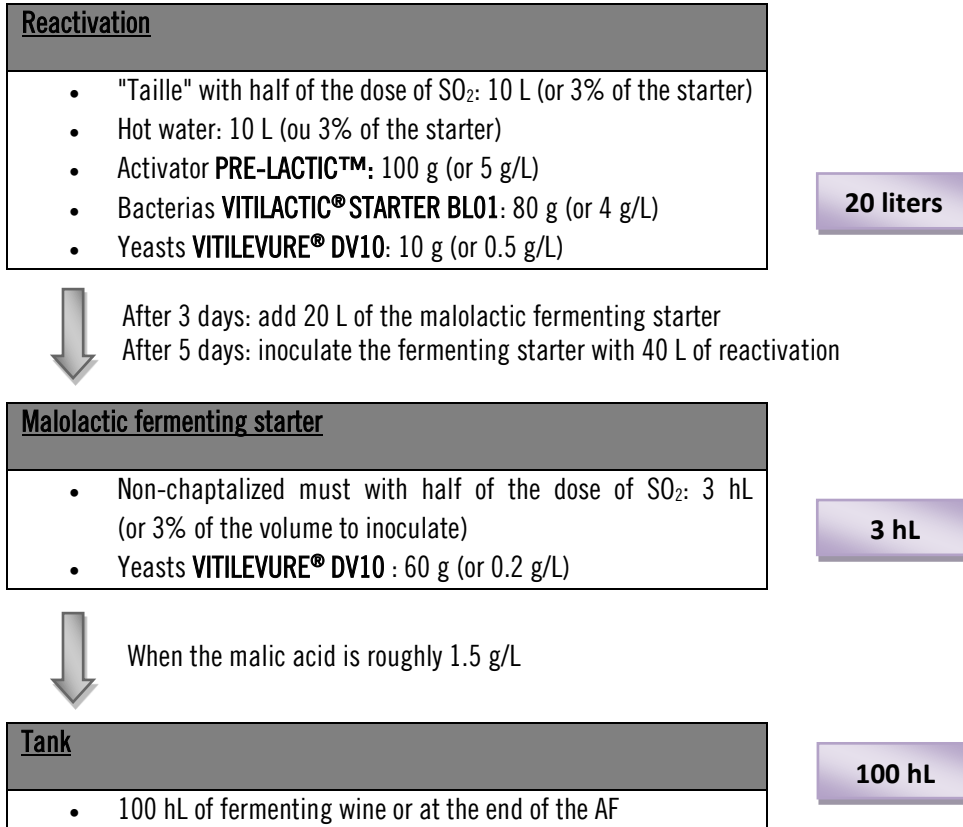 Reactivation
• "Taille" with half of the dose of SO₂: 10 L (or 3% of the starter)
• Hot water: 10 L (ou 3% of the starter)
• Activator PRE-LACTIC™: 100 g (or 5 g/L)
• Bacterias VITILACTIC® STARTER BL01: 80 g (or 4 g/L)
• Yeasts VITILEVURE® DV10: 10 g (or 0.5 g/L)
20 liters
After 3 days: add 20 L of the malolactic fermenting starter
After 5 days: inoculate the fermenting starter with 40 L of reactivation
Malolactic fermenting starter
• Non-chaptalized must with half of the dose of SO₂: 3 hL
(or 3% of the volume to inoculate)
• Yeasts VITILEVURE® DV10 : 60 g (or 0.2 g/L)
3 hL
When the malic acid is roughly 1.5 g/L
Tank
• 100 hL of fermenting wine or at the end of the AF
100 hL